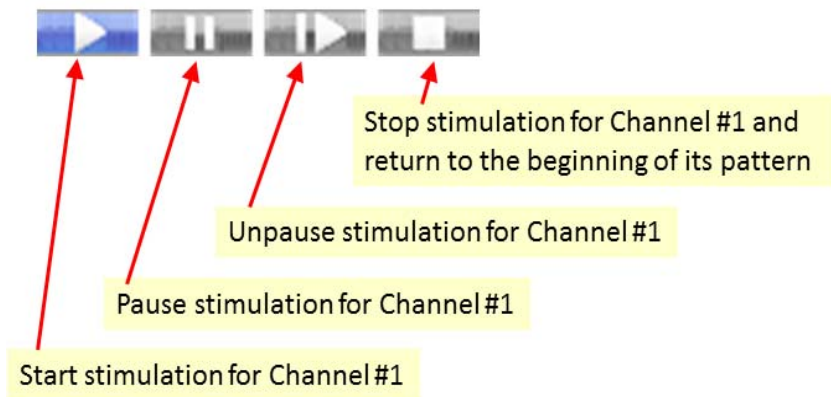 Stop stimulation for Channel #1 and
return to the beginning of its pattern
Unpause stimulation for Channel #1
Pause stimulation for Channel #1
Start stimulation for Channel #1